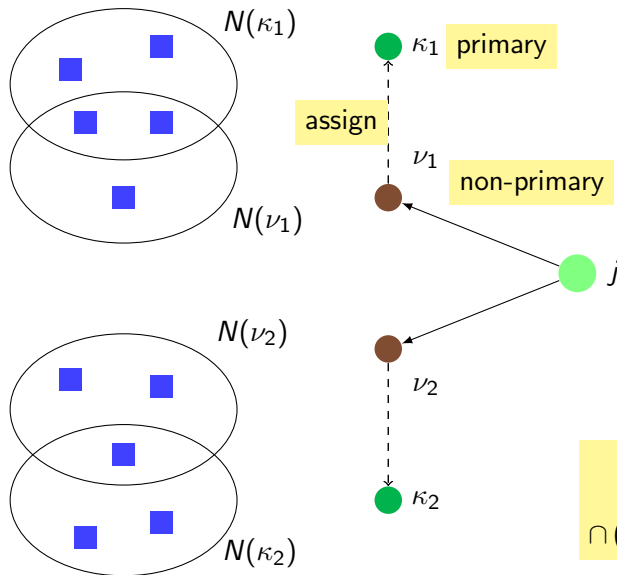 N(κ₁)
κ₁ primary
assign
ν₁
non-primary
N(ν₁)
j
N(ν₂)
ν₂
κ₂
N(κ₂)
∩(